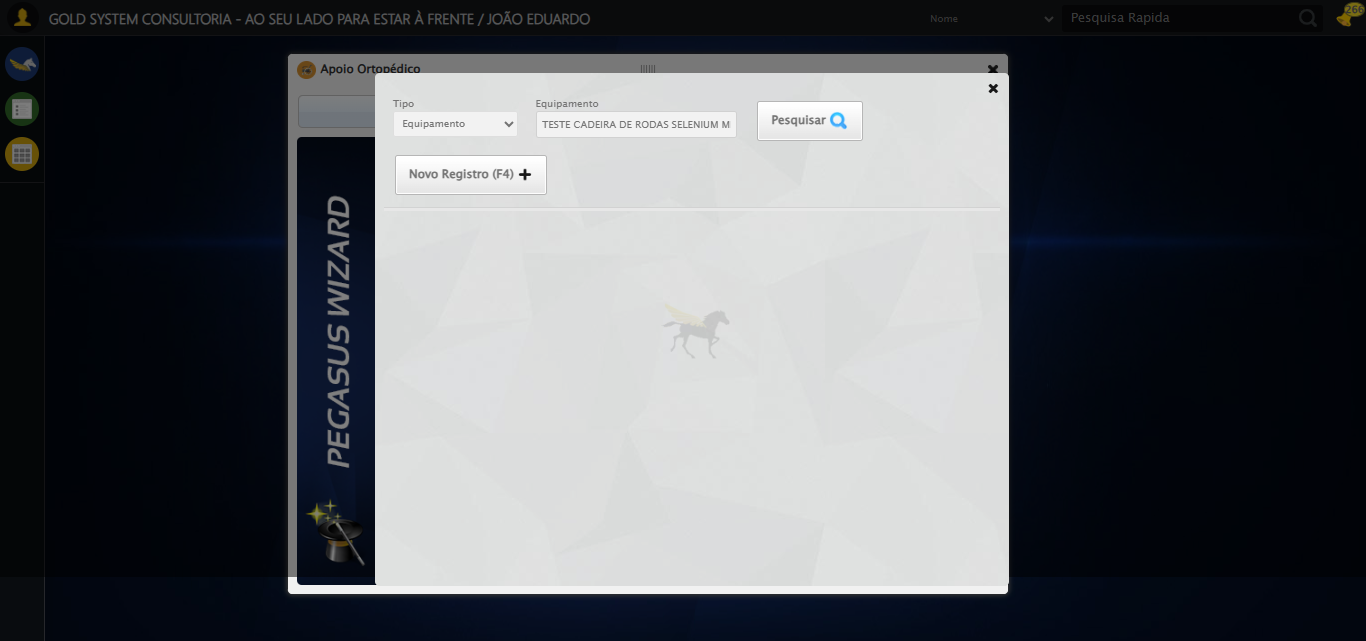 GOLD SYSTEM CONSULTORIA - AO SEU LADO PARA ESTAR À FRENTE / JOÃO EDUARDO
Nome
Pesquisa Rapida
266
Apoio Ortopédico
Tipo
Equipamento
Equipamento
TESTE CADEIRA DE RODAS SELENIUM M
Pesquisar
Novo Registro (F4)
PEGASUS WIZARD